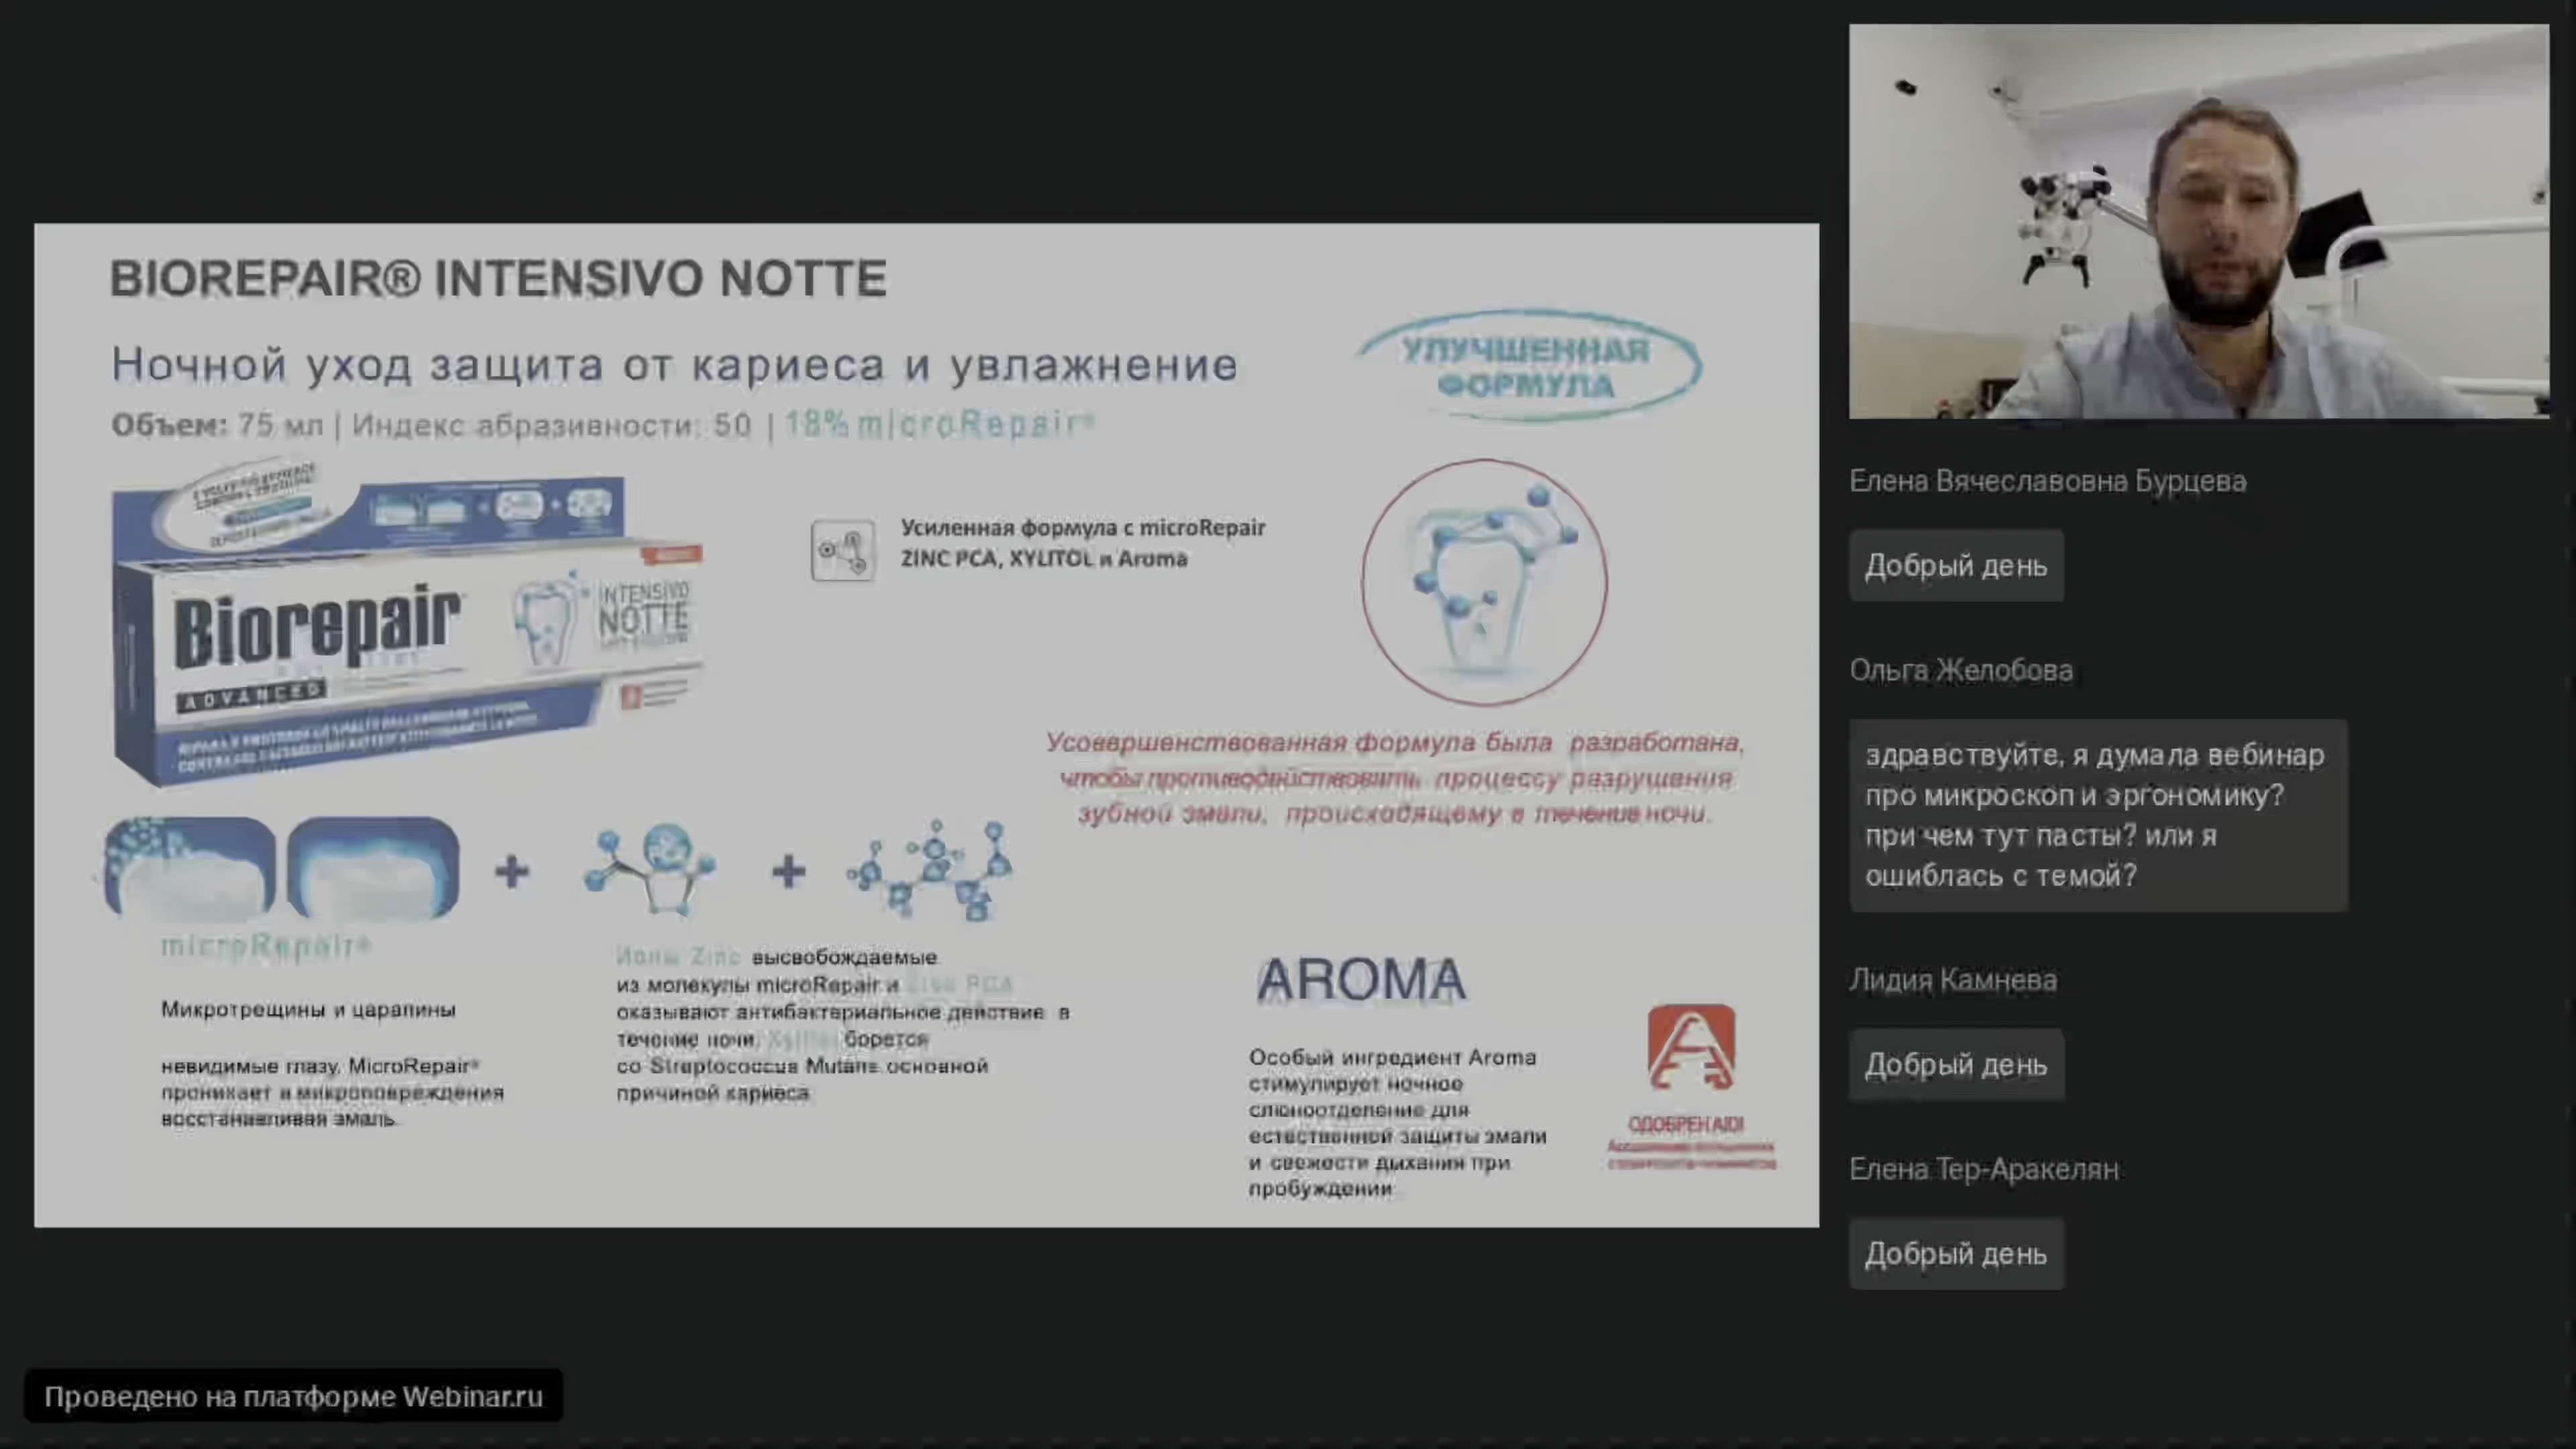 BIOREPAIR® INTENSIVO NOTTE
Ночной уход защита от кариеса и увлажнение
Объем: 75 мл | Индекс абразивности: 50 | 18% microRepair®
УЛУЧШЕННАЯ
ФОРМУЛА
Biorepair
ADVANCED
INTENSIVO
NOTTE
Усиленная формула с microRepair
ZINC PCA, XYLITOL и Aroma
Усовершенствованная формула была разработана,
чтобы противодействовать процессу разрушения
зубной эмали, происходящему в течение ночи.
microRepair®
Микротрещины и царапины
невидимые глазу. MicroRepair®
проникает в микроповреждения
восстанавливая эмаль.
Ионы Zinc высвобождаемые
из молекулы microRepair и Zinc PCA
оказывают антибактериальное действие в
течение ночи. Xylitol борется
со Streptococcus Mutans основной
причиной кариеса
AROMA
Особый ингредиент Aroma
стимулирует ночное
слюноотделение для
естественной защиты эмали
и свежести дыхания при
пробуждении
ОДОБРЕН AIDI
Елена Вячеславовна Бурцева
Добрый день
Ольга Желобова
здравствуйте, я думала вебинар
про микроскоп и эргономику?
при чем тут пасты? или я
ошиблась с темой?
Лидия Камнева
Добрый день
Елена Тер-Аракелян
Добрый день
Проведено на платформе Webinar.ru